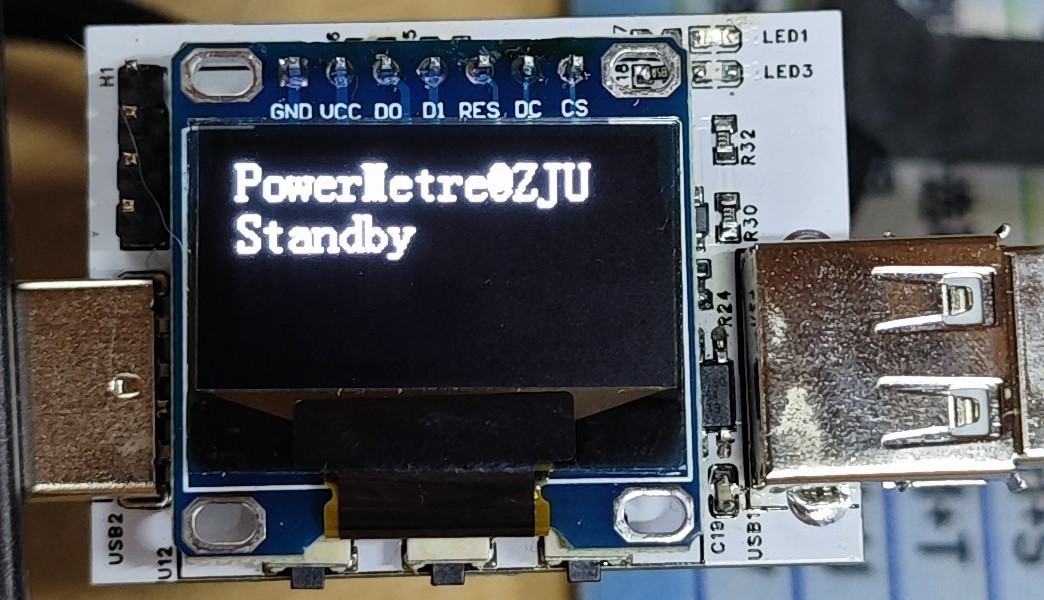 LED1
H1
LED3
GND VCC D0 D1 RES DC CS
R32
PowerMetre@ZJU
R30
Standby
R24
USB2
U12
C19
USB1